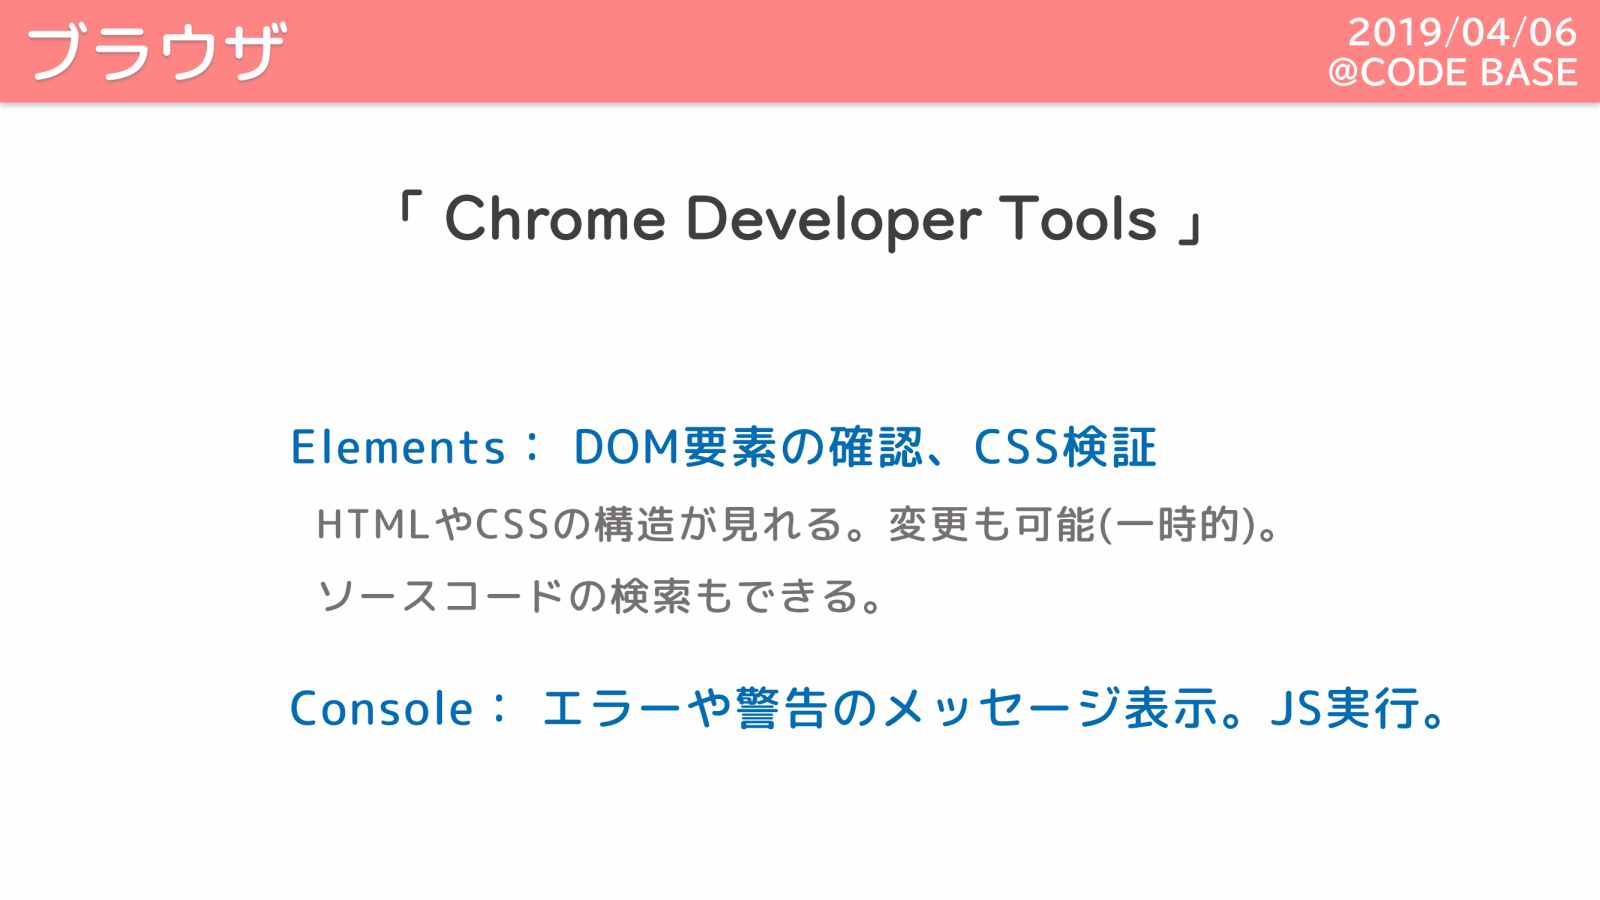 ブラウザ
2019/04/06
@CODE BASE
「 Chrome Developer Tools 」
Elements： DOM要素の確認、CSS検証
HTMLやCSSの構造が見れる。変更も可能(一時的)。
ソースコードの検索もできる。
Console： エラーや警告のメッセージ表示。JS実行。